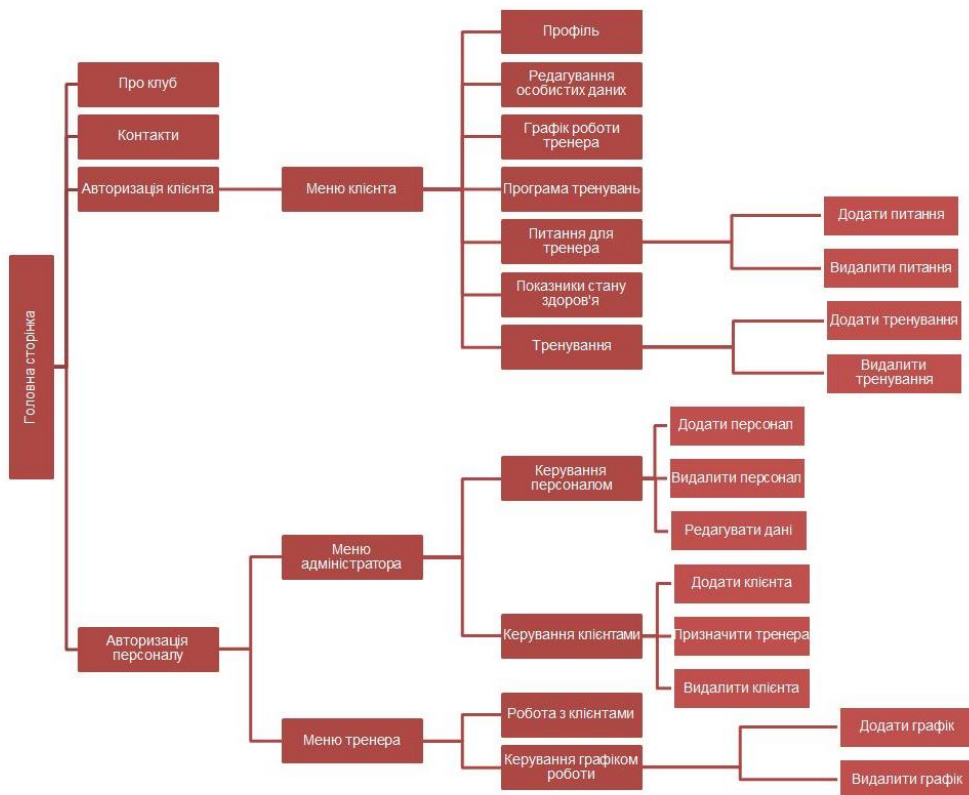 Головна сторінка
Про клуб
Контакти
Авторизація клієнта
Меню клієнта
Профіль
Редагування
особистих даних
Графік роботи
тренера
Програма тренувань
Питання для
тренера
Додати питання
Видалити питання
Показники стану
здоров'я
Тренування
Додати тренування
Видалити
тренування
Авторизація
персоналу
Меню
адміністратора
Керування
персоналом
Додати персонал
Видалити персонал
Редагувати дані
Керування клієнтами
Додати клієнта
Призначити тренера
Видалити клієнта
Меню тренера
Робота з клієнтами
Керування графіком
роботи
Додати графік
Видалити графік